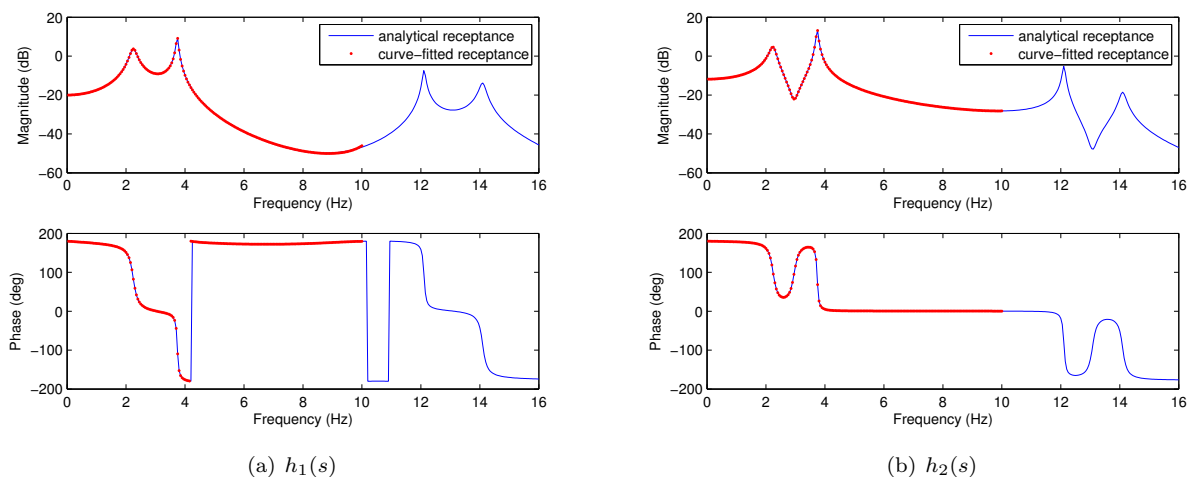 20
0
−20
−40
−60
Magnitude (dB)
analytical receptance
curve−fitted receptance
0 2 4 6 8 10 12 14 16
Frequency (Hz)
200
100
0
−100
−200
Phase (deg)
0 2 4 6 8 10 12 14 16
Frequency (Hz)
(a) h₁(s)
20
0
−20
−40
−60
Magnitude (dB)
analytical receptance
curve−fitted receptance
0 2 4 6 8 10 12 14 16
Frequency (Hz)
200
100
0
−100
−200
Phase (deg)
0 2 4 6 8 10 12 14 16
Frequency (Hz)
(b) h₂(s)